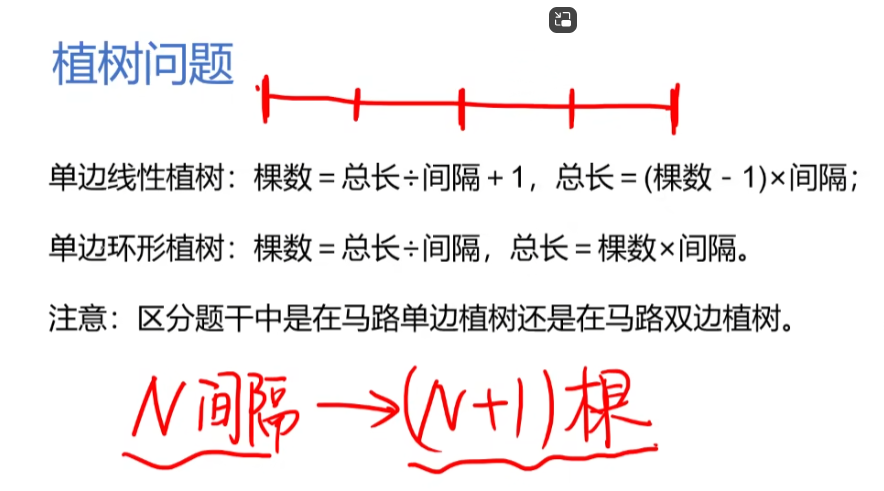 植树问题
单边线性植树：棵数＝总长÷间隔＋1，总长＝(棵数－1)×间隔；
单边环形植树：棵数＝总长÷间隔，总长＝棵数×间隔。
注意：区分题干中是在马路单边植树还是在马路双边植树。
N间隔→(N+1)棵